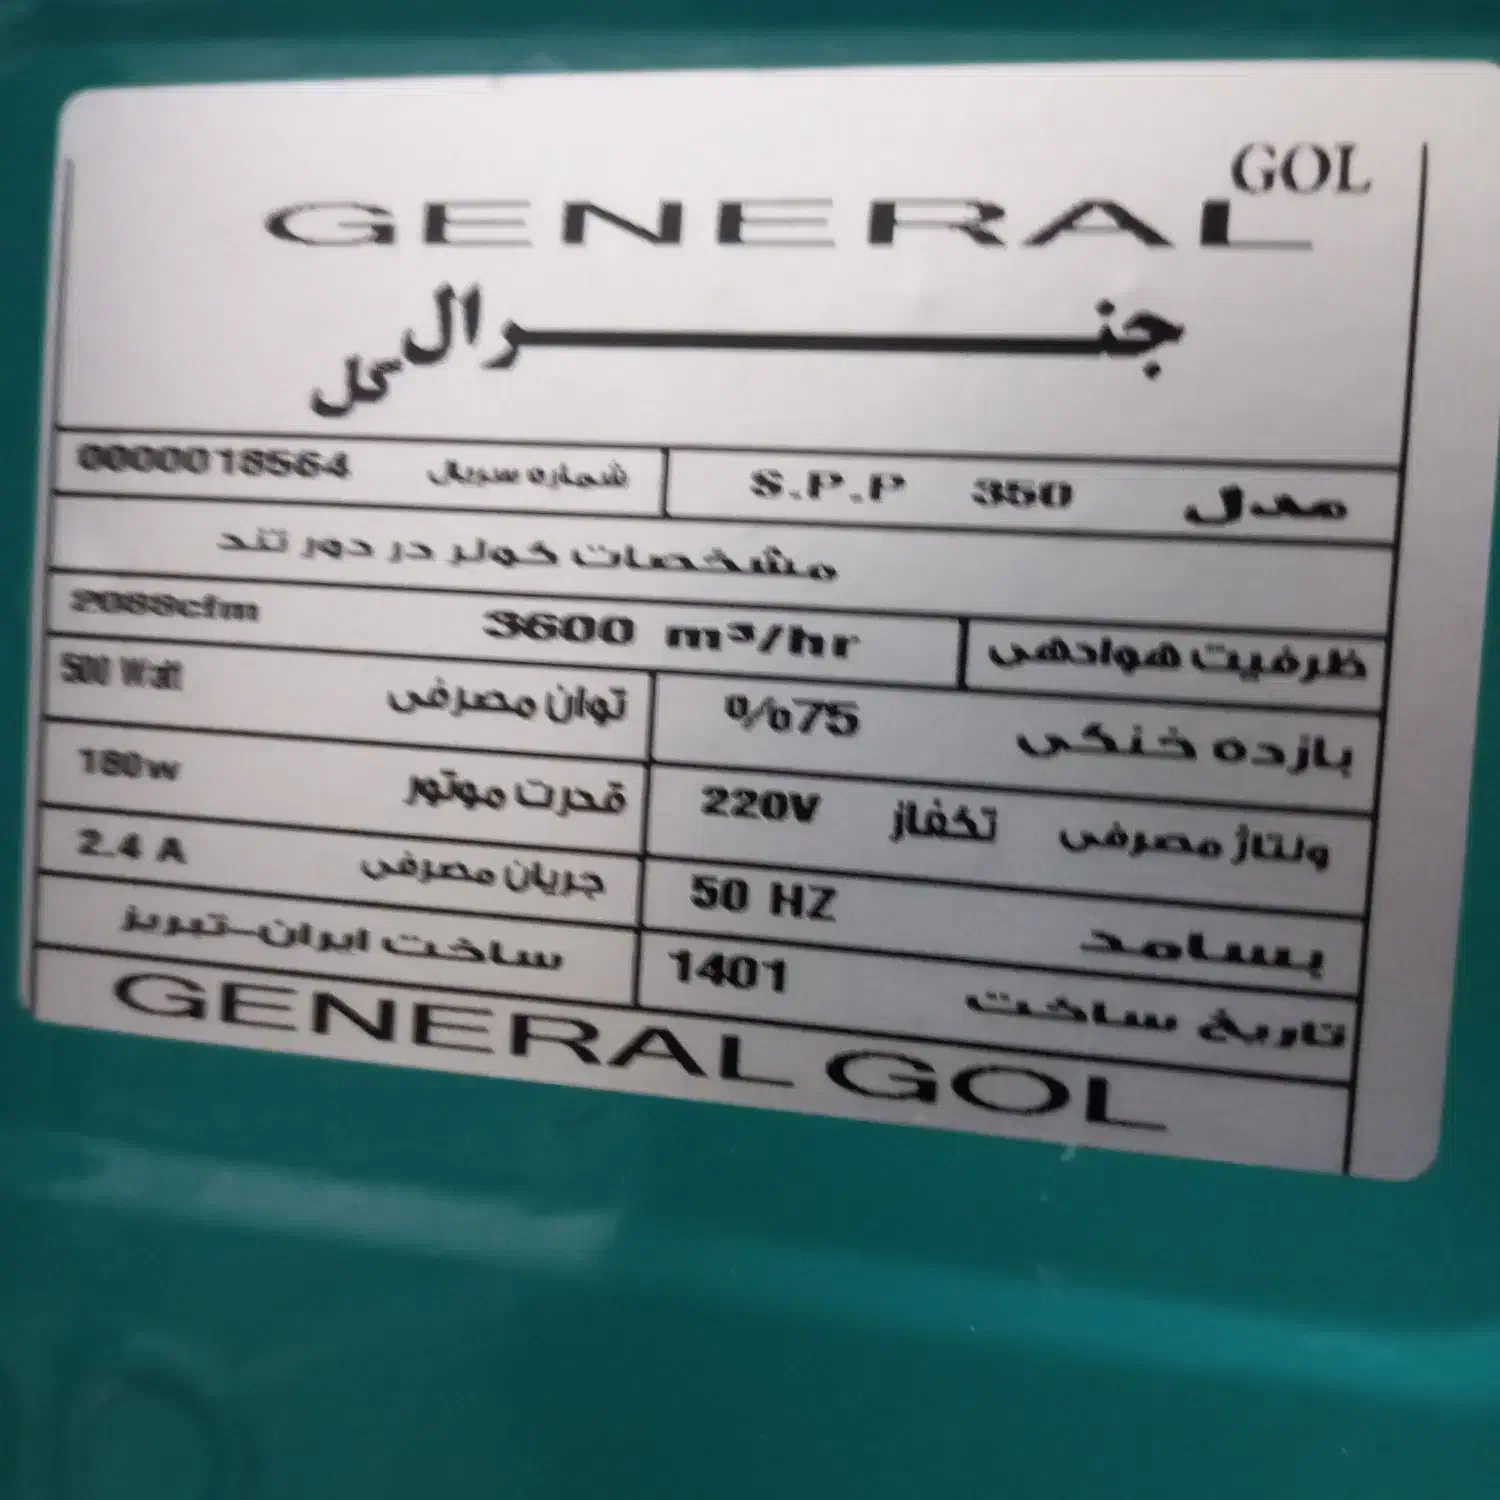 GOL
GENERAL
جنرال
گل
مدل S.P.P 350 شماره سریال 0000018564
مشخصات کولر در دور تند
ظرفیت هوادهی 3600 m³/hr 2088cfm
بازده خنکی %75 توان مصرفی 500 Watt
ولتاژ مصرفی تکفاز 220V قدرت موتور 180w
بسامد 50 HZ جریان مصرفی 2.4 A
تاریخ ساخت 1401 ساخت ایران-تبریز
GENERAL GOL